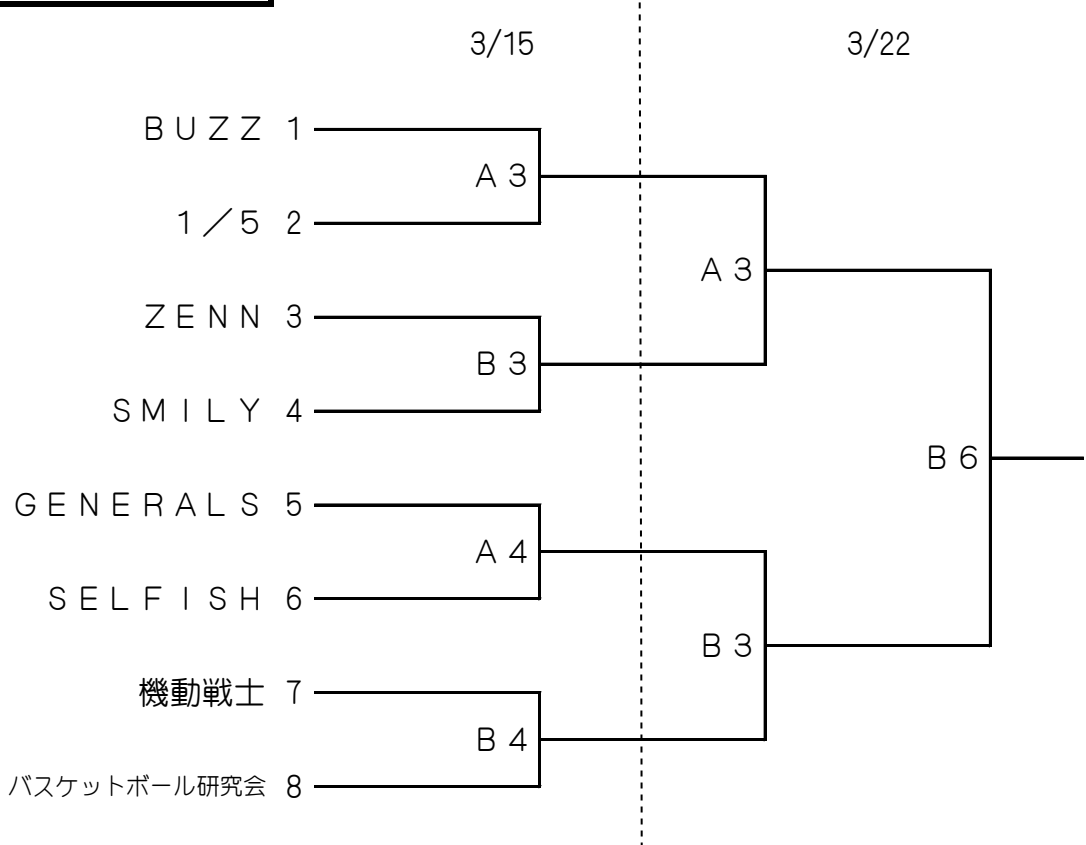 3/15 3/22
ＢＵＺＺ 1
Ａ３
１／５ 2
Ａ３
ＺＥＮＮ 3
Ｂ３
ＳＭＩＬＹ 4
Ｂ６
ＧＥＮＥＲＡＬＳ 5
Ａ４
ＳＥＬＦＩＳＨ 6
Ｂ３
機動戦士 7
Ｂ４
バスケットボール研究会 8